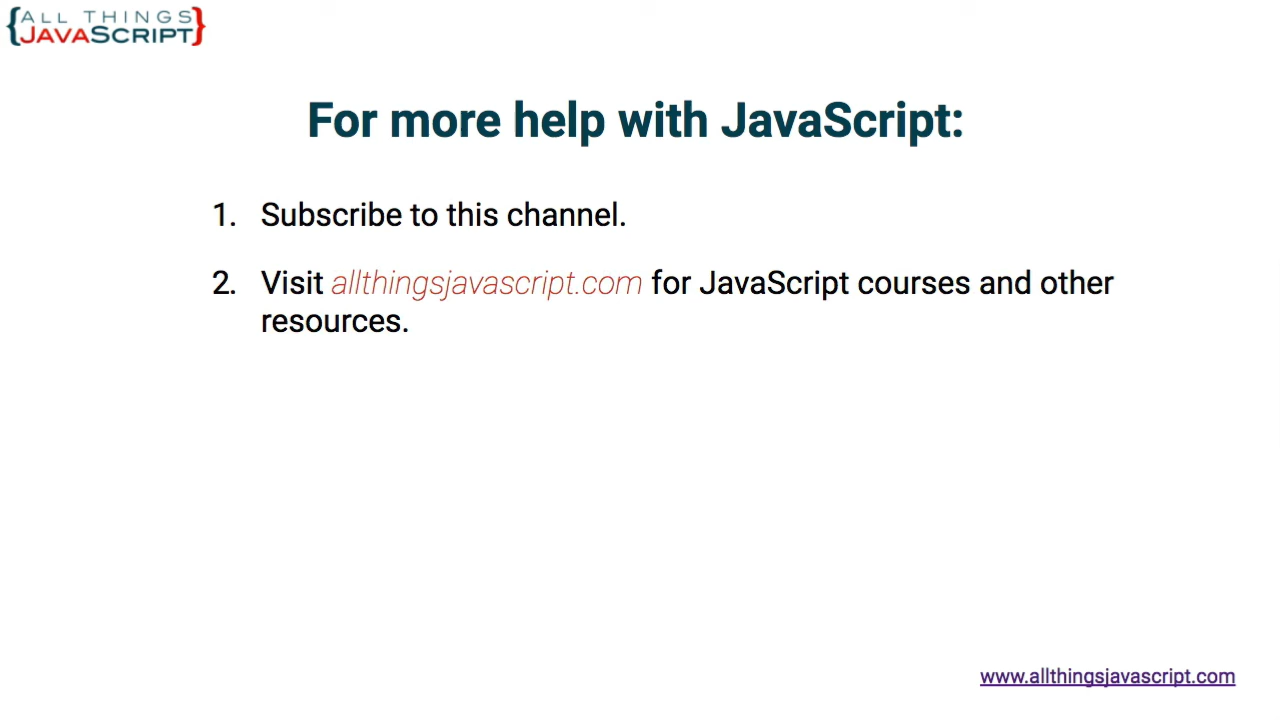 {ALL THINGS
JAVASCRIPT}
For more help with JavaScript:
1. Subscribe to this channel.
2. Visit allthingsjavascript.com for JavaScript courses and other
resources.
www.allthingsjavascript.com